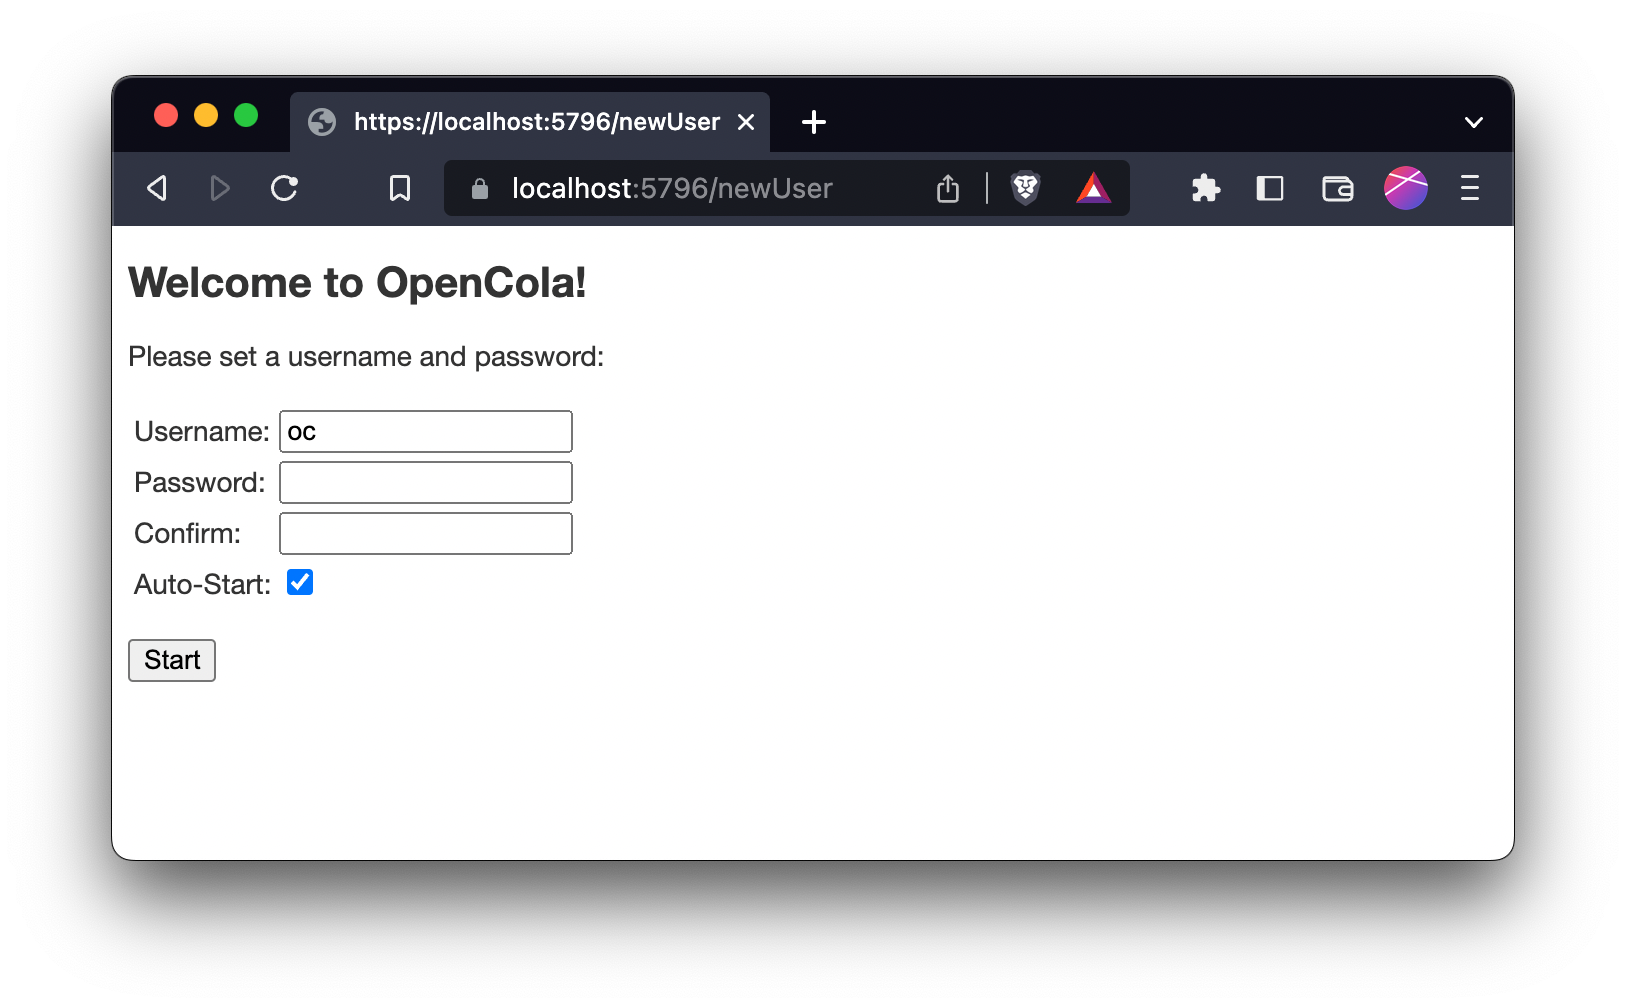 https://localhost:5796/newUser
localhost:5796/newUser
Welcome to OpenCola!
Please set a username and password:
Username: oc
Password:
Confirm:
Auto-Start:
Start